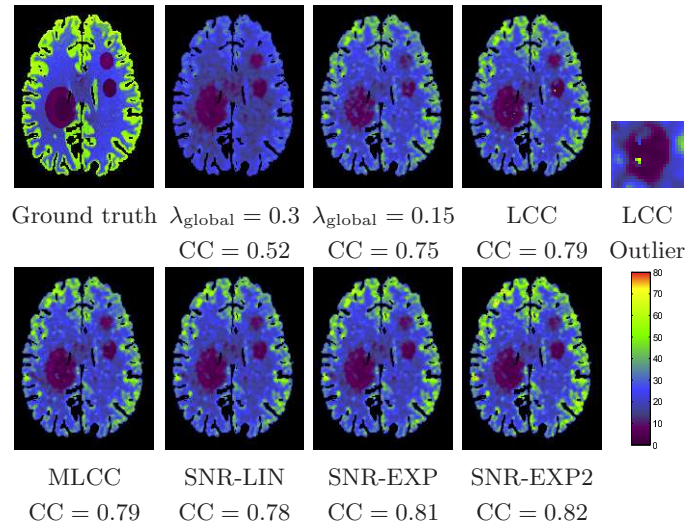 Ground truth λglobal = 0.3 λglobal = 0.15 LCC LCC
CC = 0.52 CC = 0.75 CC = 0.79 Outlier
80
70
60
50
40
30
20
10
0
MLCC SNR-LIN SNR-EXP SNR-EXP2
CC = 0.79 CC = 0.78 CC = 0.81 CC = 0.82